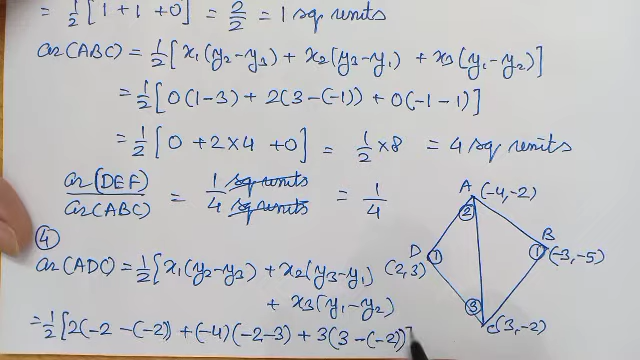 = 1/2 [1 + 1 + 0] = 2/2 = 1 sq units
ar(ABC) = 1/2 [x1(y2-y3) + x2(y3-y1) + x3(y1-y2)]
= 1/2 [0(1-3) + 2(3-(-1)) + 0(-1-1)]
= 1/2 [0 + 2×4 + 0] = 1/2 × 8 = 4 sq units
ar(DEF)/ar(ABC) = 1 sq units/4 sq units = 1/4
④
ar(ADC) = 1/2 [x1(y2-y3) + x2(y3-y1)
+ x3(y1-y2)
= 1/2 [2(-2-(-2)) + (-4)(-2-3) + 3(3-(-2))]
A (-4,-2)
②
B
D ① ① (-3,-5)
(2,3)
③
C(3,-2)